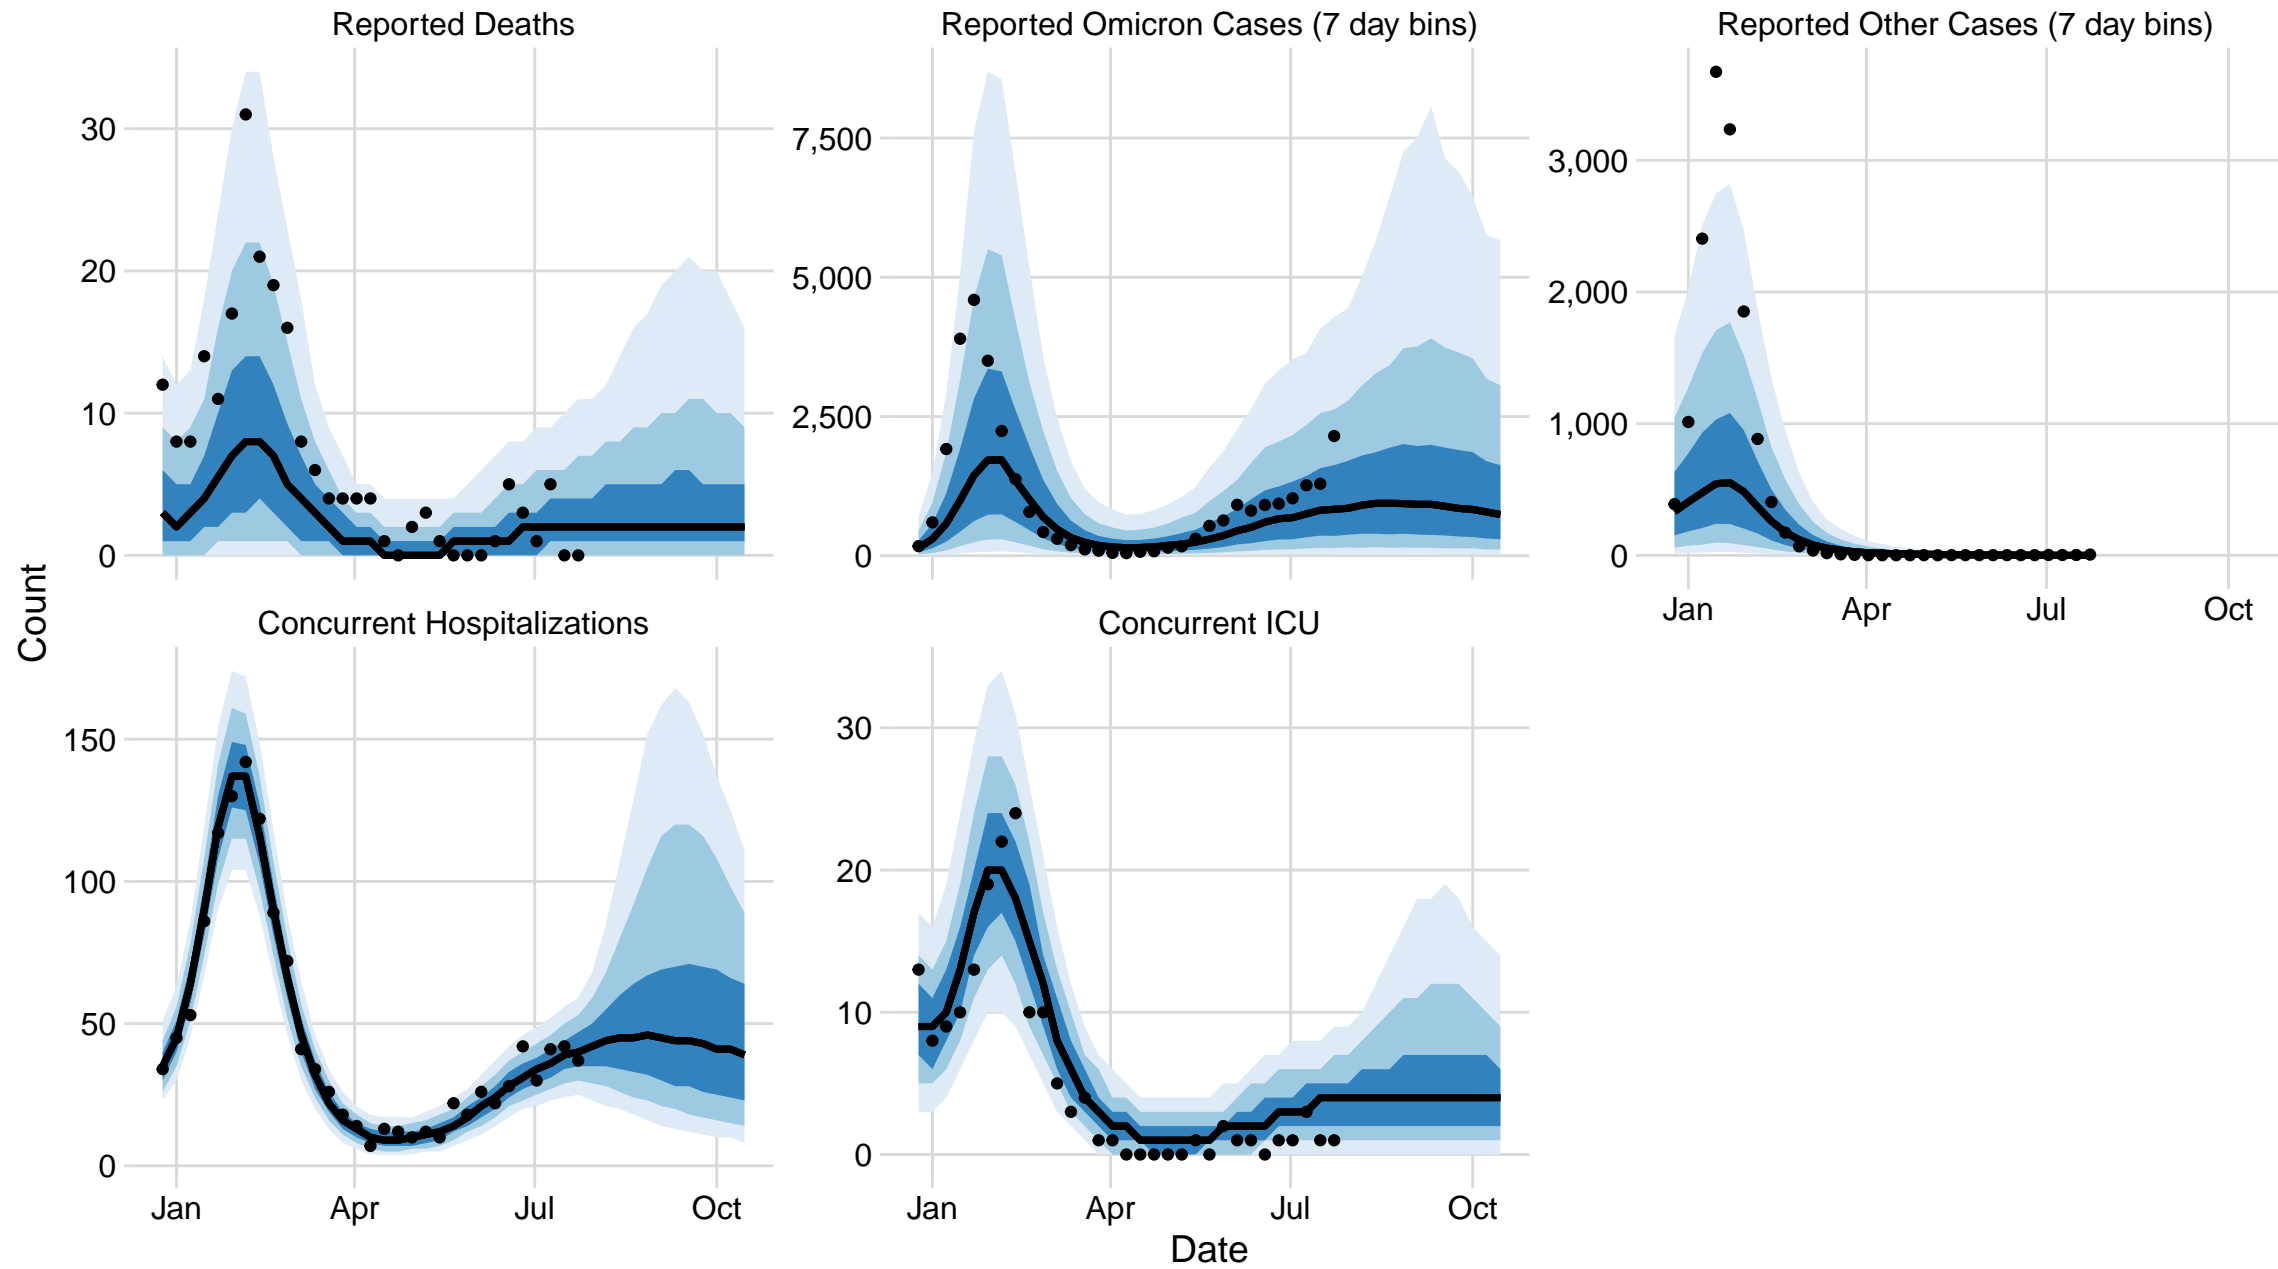 Reported Deaths
Reported Omicron Cases (7 day bins)
Reported Other Cases (7 day bins)
30
20
10
0
7,500
5,000
2,500
0
3,000
2,000
1,000
0
Jan Apr Jul Oct
Count
Concurrent Hospitalizations
Concurrent ICU
150
100
50
0
30
20
10
0
Jan Apr Jul Oct
Jan Apr Jul Oct
Date